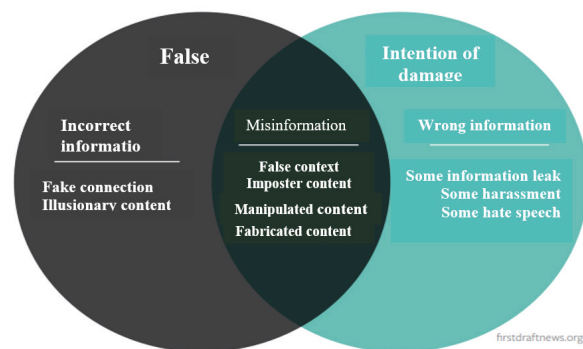 False
Intention of
damage
Incorrect
informatio
Fake connection
Illusionary content
Misinformation
False context
Imposter content
Manipulated content
Fabricated content
Wrong information
Some information leak
Some harassment
Some hate speech
firstdraftnews.org